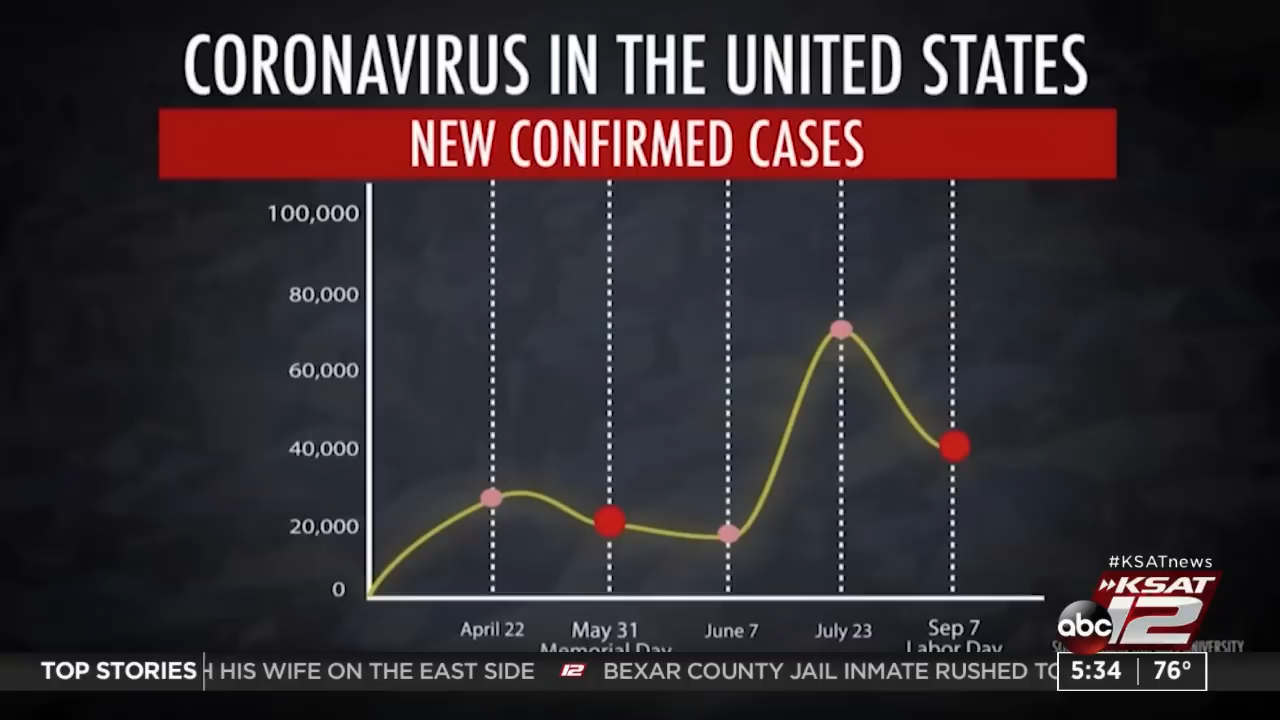 CORONAVIRUS IN THE UNITED STATES
NEW CONFIRMED CASES
100,000
80,000
60,000
40,000
20,000
0
April 22
May 31
Memorial Day
June 7
July 23
Sep 7
Labor Day
#KSATnews
KSAT
abc 12
TOP STORIES
HIS WIFE ON THE EAST SIDE 12 BEXAR COUNTY JAIL INMATE RUSHED TO
5:34 76°